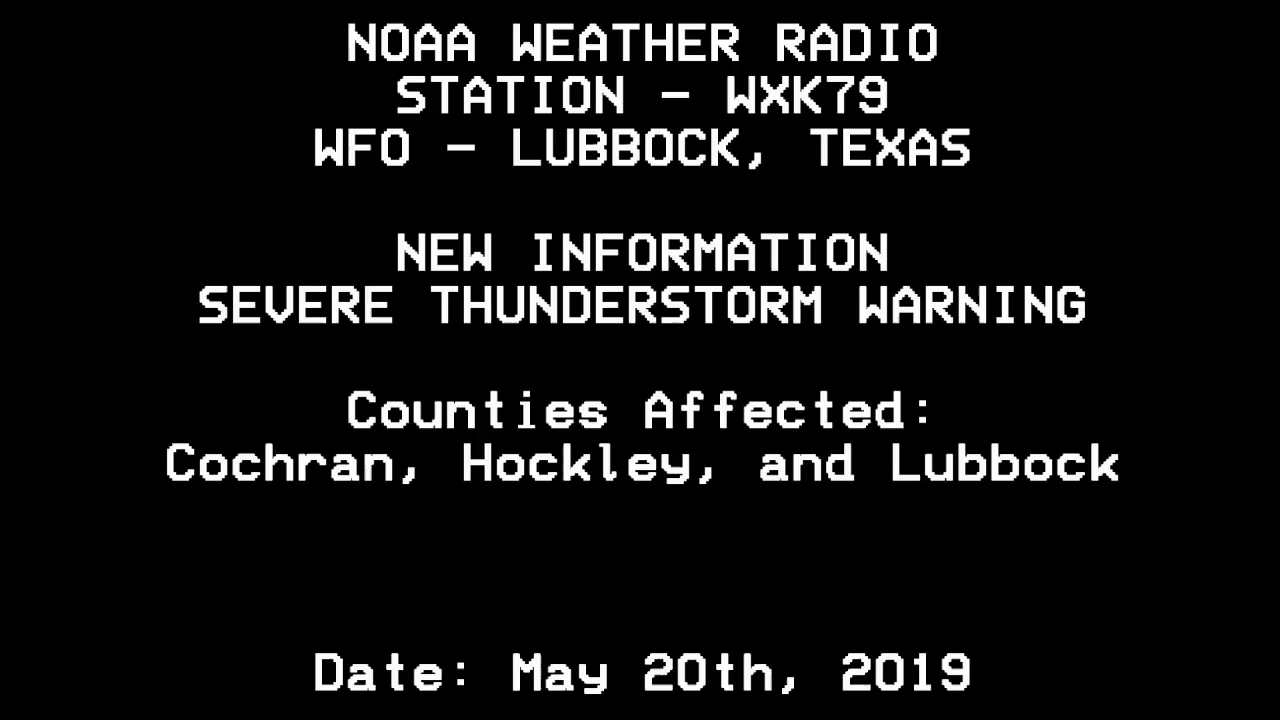 NOAA WEATHER RADIO
STATION - WXK79
WFO - LUBBOCK, TEXAS
NEW INFORMATION
SEVERE THUNDERSTORM WARNING
Counties Affected:
Cochran, Hockley, and Lubbock
Date: May 20th, 2019